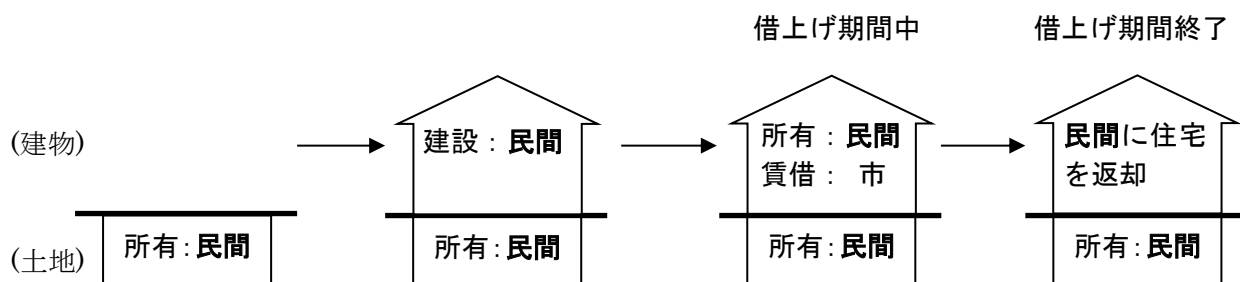 借上げ期間中
借上げ期間終了
(建物)
建設：民間
所有：民間
賃借： 市
民間に住宅
を返却
(土地)
所有：民間
所有：民間
所有：民間
所有：民間